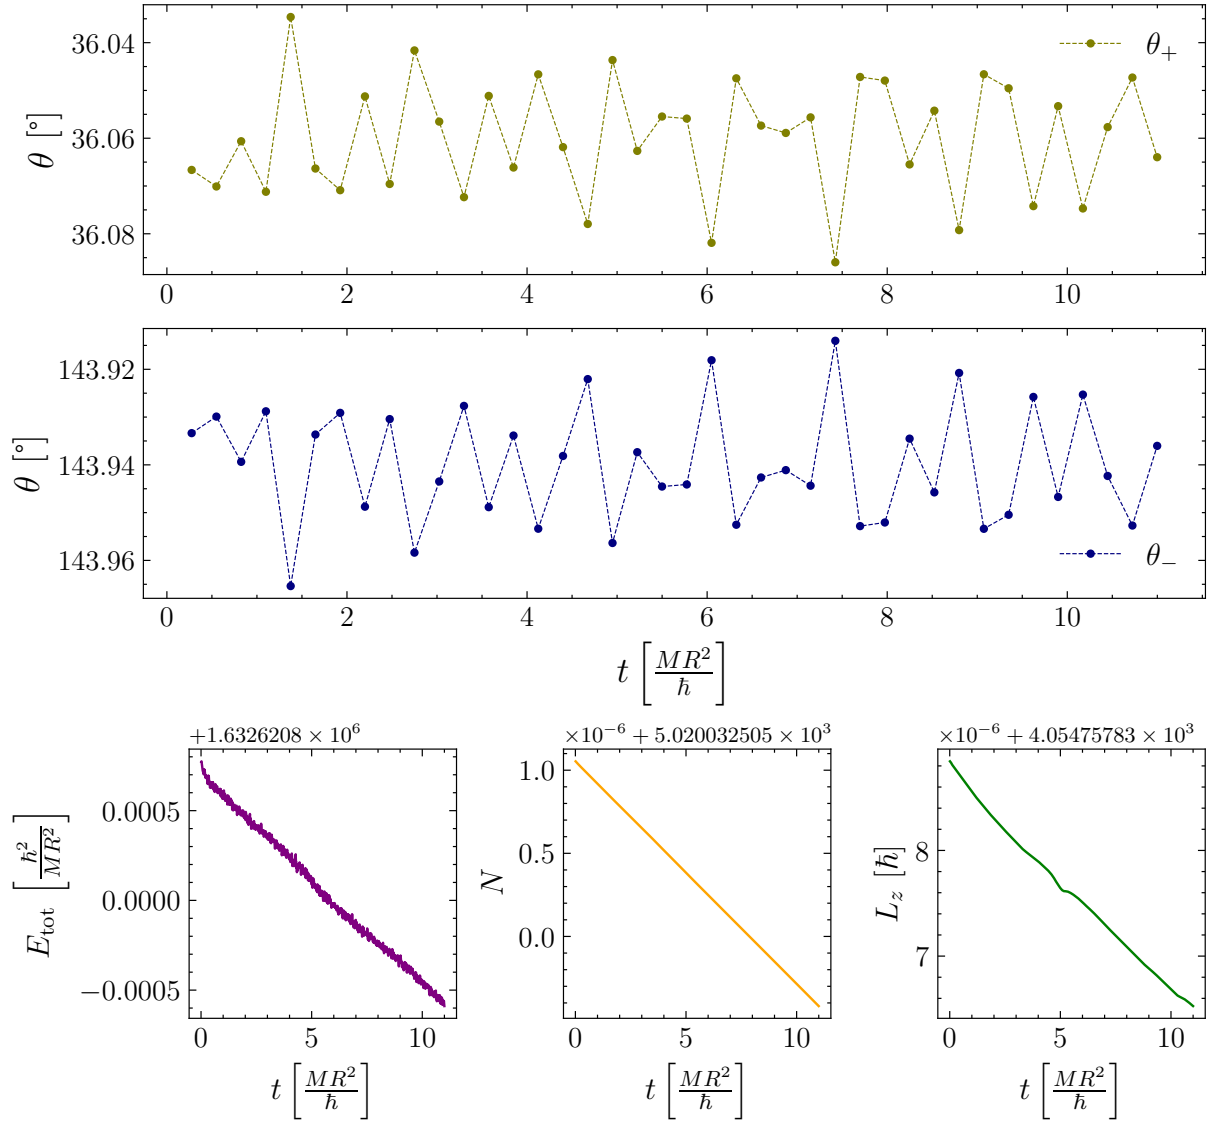 36.04
36.06
36.08
θ [°]
θ₊
0 2 4 6 8 10
143.92
143.94
143.96
θ [°]
θ₋
0 2 4 6 8 10
t [MR²/ħ]
+1.6326208 × 10⁶
0.0005
0.0000
−0.0005
E_tot [ħ²/MR²]
0 5 10
t [MR²/ħ]
×10⁻⁶ + 5.020032505 × 10³
1.0
0.5
0.0
N
0 5 10
t [MR²/ħ]
×10⁻⁶ + 4.05475783 × 10³
8
7
L_z [ħ]
0 5 10
t [MR²/ħ]